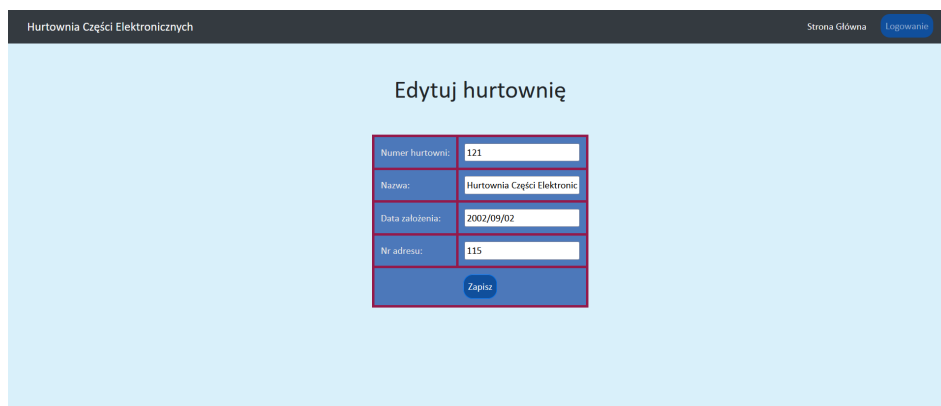 Hurtownia Części Elektronicznych
Strona Główna
Logowanie
Edytuj hurtownię
Numer hurtowni: 121
Nazwa: Hurtownia Części Elektronic
Data założenia: 2002/09/02
Nr adresu: 115
Zapisz